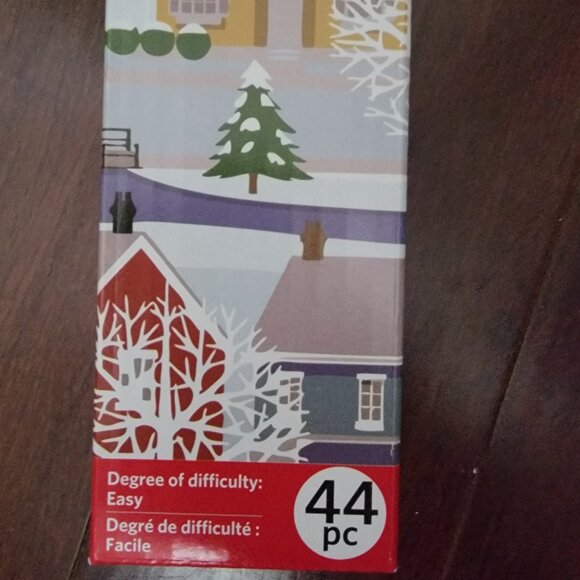 Degree of difficulty:
Easy
Degré de difficulté :
Facile
44
pc